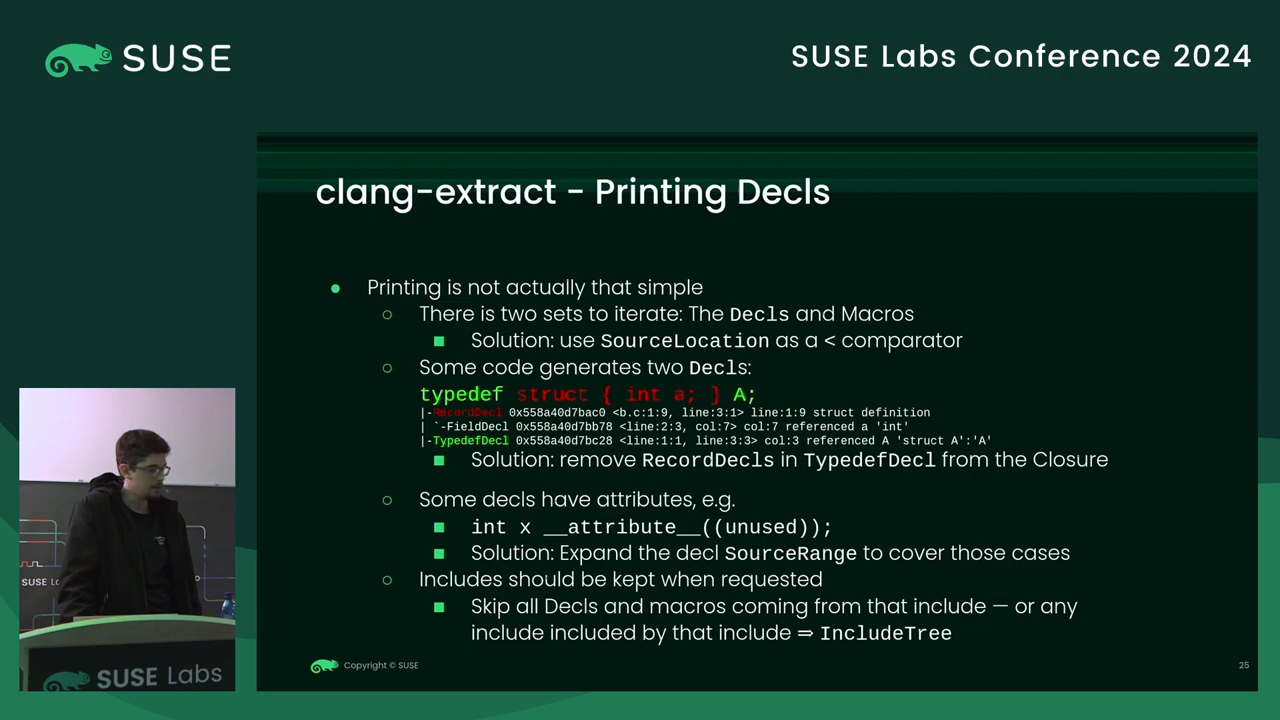 SUSE
SUSE Labs Conference 2024
clang-extract - Printing Decls
● Printing is not actually that simple
○ There is two sets to iterate: The Decls and Macros
■ Solution: use SourceLocation as a < comparator
○ Some code generates two Decls:
typedef struct { int a; } A;
|-RecordDecl 0x558a40d7bac0 <b.c:1:9, line:3:1> line:1:9 struct definition
| `-FieldDecl 0x558a40d7bb78 <line:2:3, col:7> col:7 referenced a 'int'
|-TypedefDecl 0x558a40d7bc28 <line:1:1, line:3:3> col:3 referenced A 'struct A':'A'
■ Solution: remove RecordDecls in TypedefDecl from the Closure
○ Some decls have attributes, e.g.
■ int x __attribute__((unused));
■ Solution: Expand the decl SourceRange to cover those cases
○ Includes should be kept when requested
■ Skip all Decls and macros coming from that include — or any
include included by that include ⇒ IncludeTree
Copyright © SUSE
25
SUSE
SUSE Labs